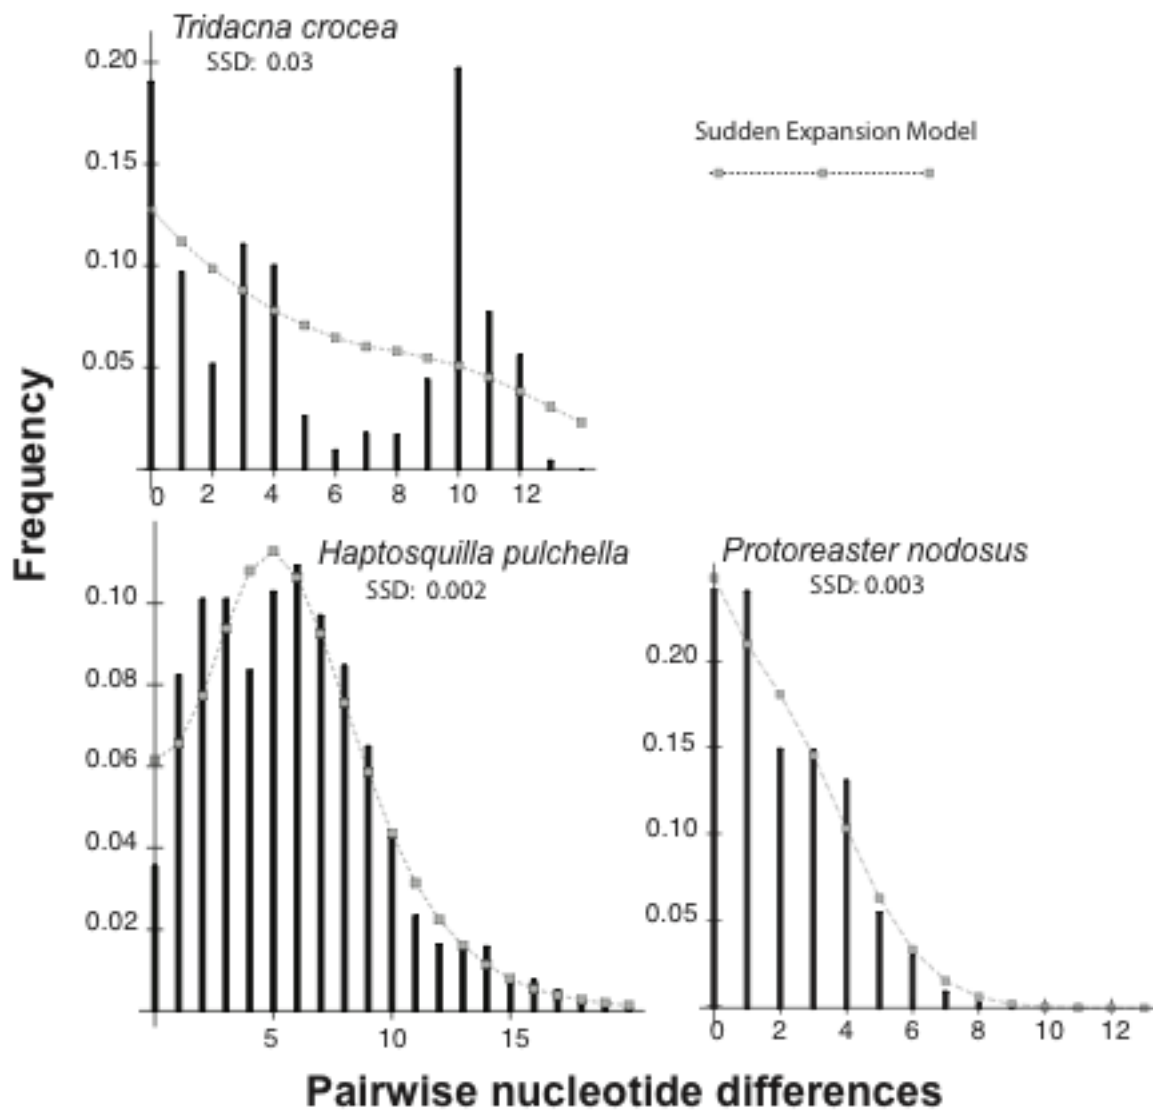 Tridacna crocea
SSD: 0.03
0.20
0.15
0.10
0.05
0 2 4 6 8 10 12
Sudden Expansion Model
Frequency
Haptosquilla pulchella
SSD: 0.002
0.10
0.08
0.06
0.04
0.02
5 10 15
Protoreaster nodosus
SSD: 0.003
0.20
0.15
0.10
0.05
0 2 4 6 8 10 12
Pairwise nucleotide differences